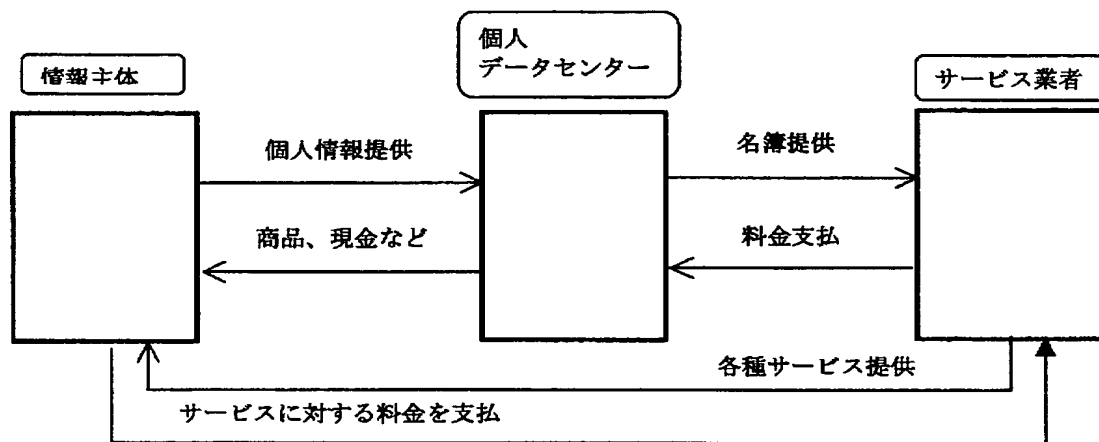 個人
データセンター
情報主体
サービス業者
個人情報提供
名簿提供
商品、現金など
料金支払
各種サービス提供
サービスに対する料金を支払